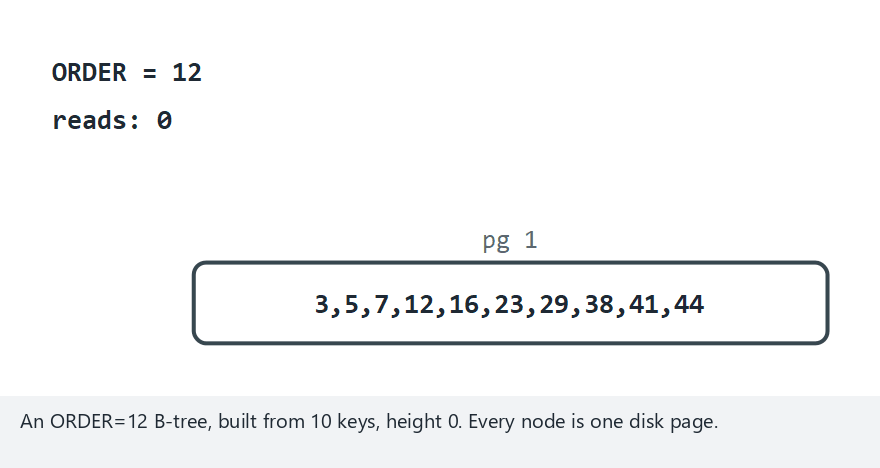 ORDER = 12
reads: 0
pg 1
3,5,7,12,16,23,29,38,41,44
An ORDER=12 B-tree, built from 10 keys, height 0. Every node is one disk page.